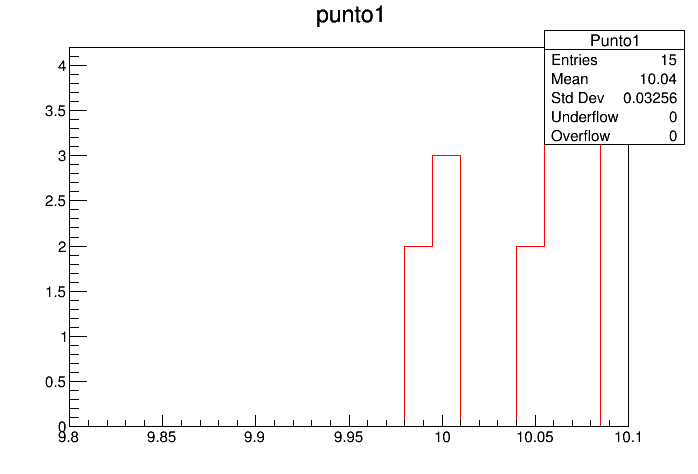 punto1
Punto1
Entries 15
Mean 10.04
Std Dev 0.03256
Underflow 0
Overflow 0
4
3.5
3
2.5
2
1.5
1
0.5
0
9.8 9.85 9.9 9.95 10 10.05 10.1